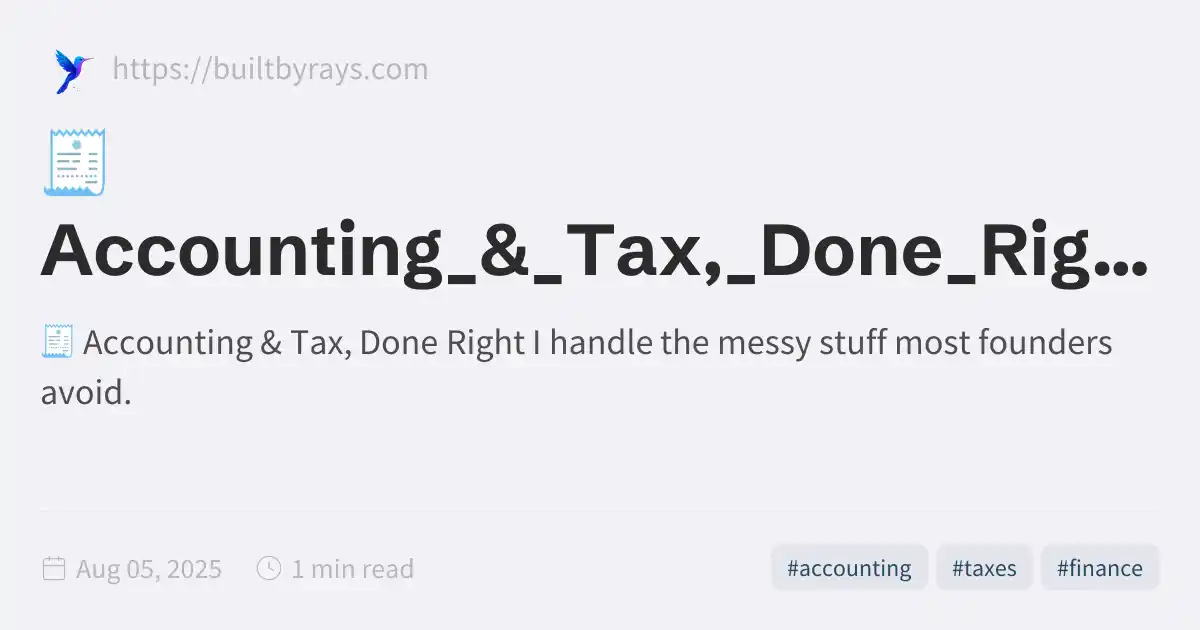 https://builtbyrays.com
Accounting_&_Tax,_Done_Rig...
Accounting & Tax, Done Right I handle the messy stuff most founders
avoid.
Aug 05, 2025 1 min read #accounting #taxes #finance